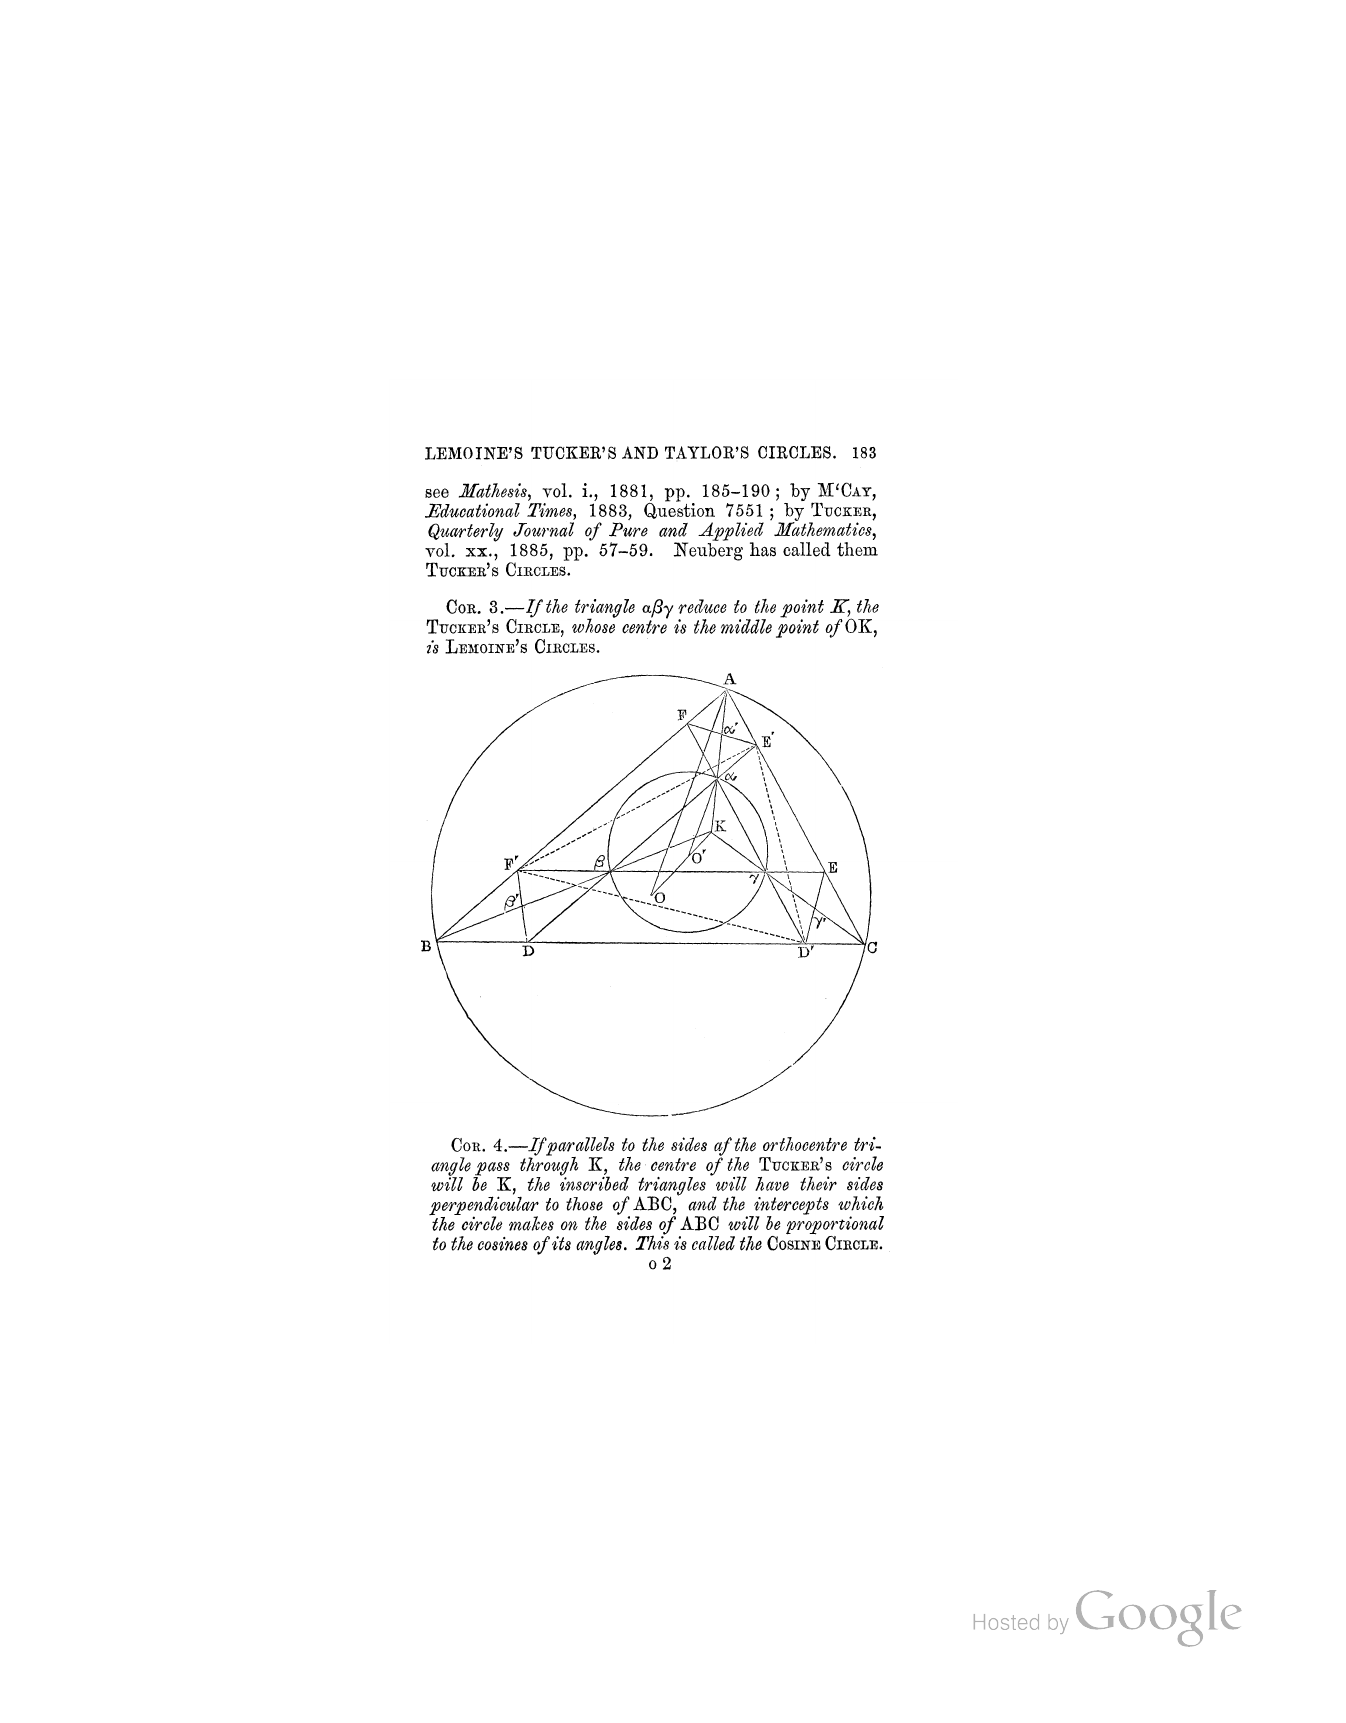 LEMOINE'S TUCKER'S AND TAYLOR'S CIRCLES. 183
see Mathesis, vol. i., 1881, pp. 185–190; by M‘CAY,
Educational Times, 1883, Question 7551; by TUCKER,
Quarterly Journal of Pure and Applied Mathematics,
vol. xx., 1885, pp. 57–59. Neuberg has called them
TUCKER'S CIRCLES.
COR. 3.—If the triangle αβγ reduce to the point K, the
TUCKER'S CIRCLE, whose centre is the middle point of OK,
is LEMOINE'S CIRCLES.
A
F
α'
E'
α
K
O'
F'
β
γ
E
O
β'
γ'
B
D
D'
C
COR. 4.—If parallels to the sides af the orthocentre tri-
angle pass through K, the centre of the TUCKER'S circle
will be K, the inscribed triangles will have their sides
perpendicular to those of ABC, and the intercepts which
the circle makes on the sides of ABC will be proportional
to the cosines of its angles. This is called the COSINE CIRCLE.
o 2
Hosted by Google